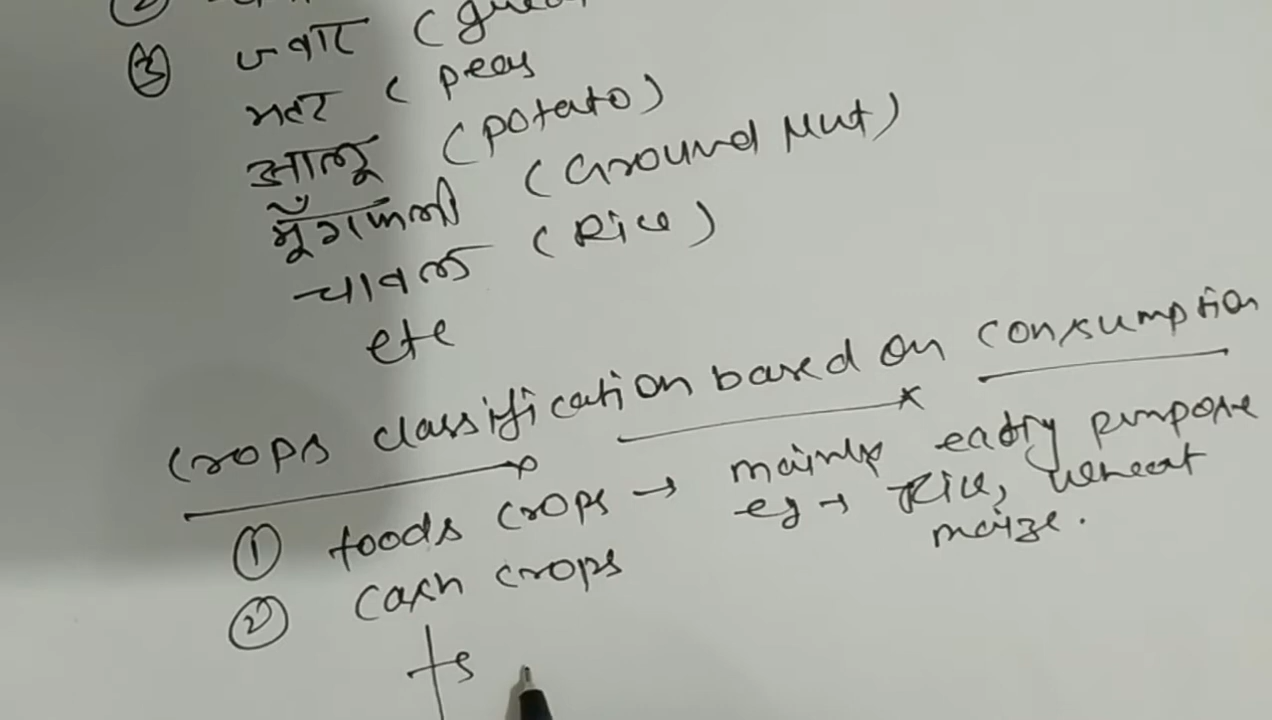 ②
③ ज्वार (
मटर ( peas
आलू (potato)
मूँगफली (Ground Nut)
चावल (Rice)
etc
Crops classification based on consumption
① foods crops → mainly eating purpose
eg → Rice, wheat
maize.
② Cash crops